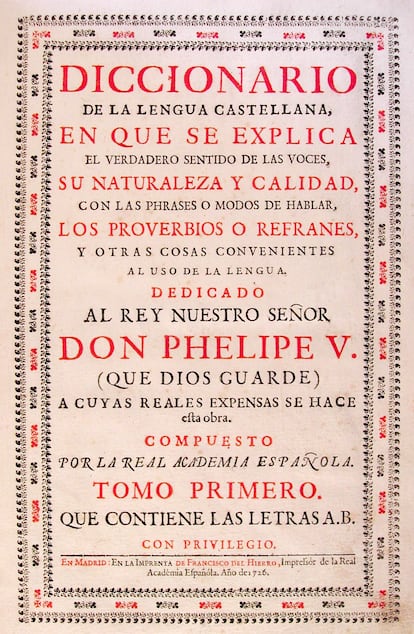 DICCIONARIO
DE LA LENGUA CASTELLANA,
EN QUE SE EXPLICA
EL VERDADERO SENTIDO DE LAS VOCES,
SU NATURALEZA Y CALIDAD,
CON LAS PHRASES O MODOS DE HABLAR,
LOS PROVERBIOS O REFRANES,
Y OTRAS COSAS CONVENIENTES
AL USO DE LA LENGUA.
DEDICADO
AL REY NUESTRO SEÑOR
DON PHELIPE V.
(QUE DIOS GUARDE)
A CUYAS REALES EXPENSAS SE HACE
esta obra.
COMPUESTO
POR LA REAL ACADEMIA ESPAÑOLA.
TOMO PRIMERO.
QUE CONTIENE LAS LETRAS A.B.
CON PRIVILEGIO.
EN MADRID: EN LA IMPRENTA DE FRANCISCO DEL HIERRO, Impressór de la Real
Académia Españóla. Año de 1726.